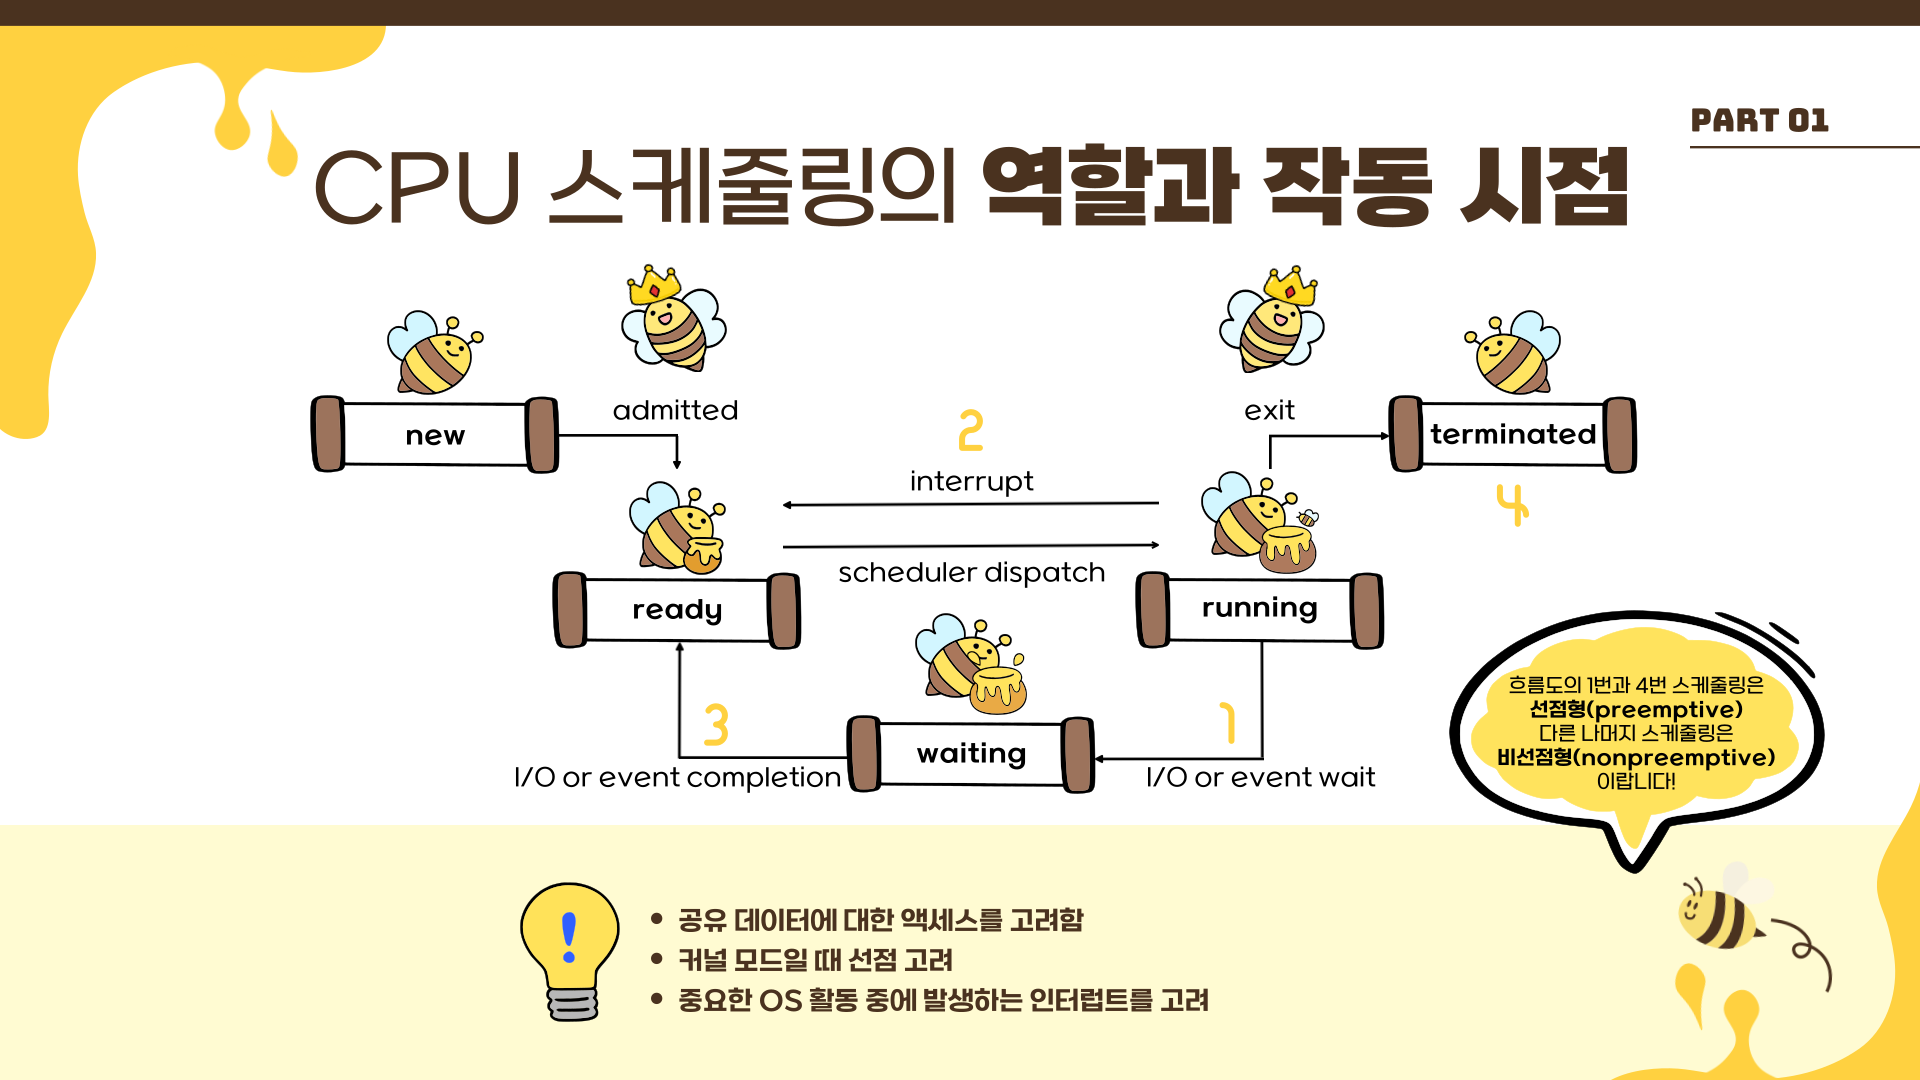 PART 01
CPU 스케줄링의 역할과 작동 시점
new
admitted
2
interrupt
exit
terminated
4
scheduler dispatch
ready
running
3
waiting
1
I/O or event completion
I/O or event wait
흐름도의 1번과 4번 스케줄링은
선점형(preemptive)
다른 나머지 스케줄링은
비선점형(nonpreemptive)
이랍니다!
!
• 공유 데이터에 대한 액세스를 고려함
• 커널 모드일 때 선점 고려
• 중요한 OS 활동 중에 발생하는 인터럽트를 고려